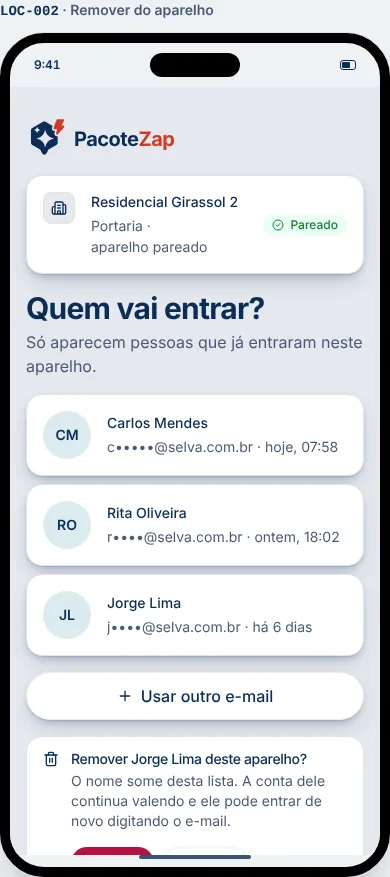 LOC-002 · Remover do aparelho
9:41
PacoteZap
Residencial Girassol 2
Portaria ·
aparelho pareado
Pareado
Quem vai entrar?
Só aparecem pessoas que já entraram neste
aparelho.
CM
Carlos Mendes
c•••••@selva.com.br · hoje, 07:58
RO
Rita Oliveira
r••••@selva.com.br · ontem, 18:02
JL
Jorge Lima
j••••@selva.com.br · há 6 dias
+ Usar outro e-mail
Remover Jorge Lima deste aparelho?
O nome some desta lista. A conta dele
continua valendo e ele pode entrar de
novo digitando o e-mail.